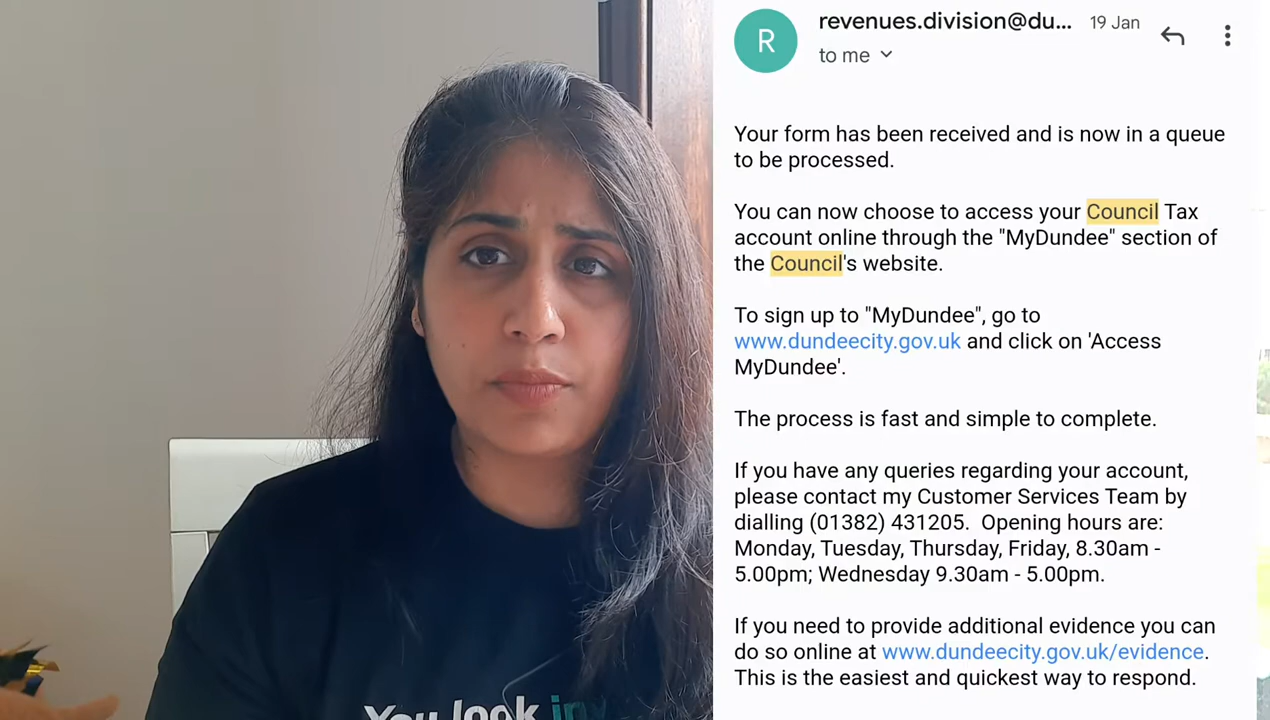 R
revenues.division@du...
19 Jan
to me
Your form has been received and is now in a queue
to be processed.
You can now choose to access your Council Tax
account online through the "MyDundee" section of
the Council's website.
To sign up to "MyDundee", go to
www.dundeecity.gov.uk and click on 'Access
MyDundee'.
The process is fast and simple to complete.
If you have any queries regarding your account,
please contact my Customer Services Team by
dialling (01382) 431205. Opening hours are:
Monday, Tuesday, Thursday, Friday, 8.30am -
5.00pm; Wednesday 9.30am - 5.00pm.
If you need to provide additional evidence you can
do so online at www.dundeecity.gov.uk/evidence.
This is the easiest and quickest way to respond.
You look